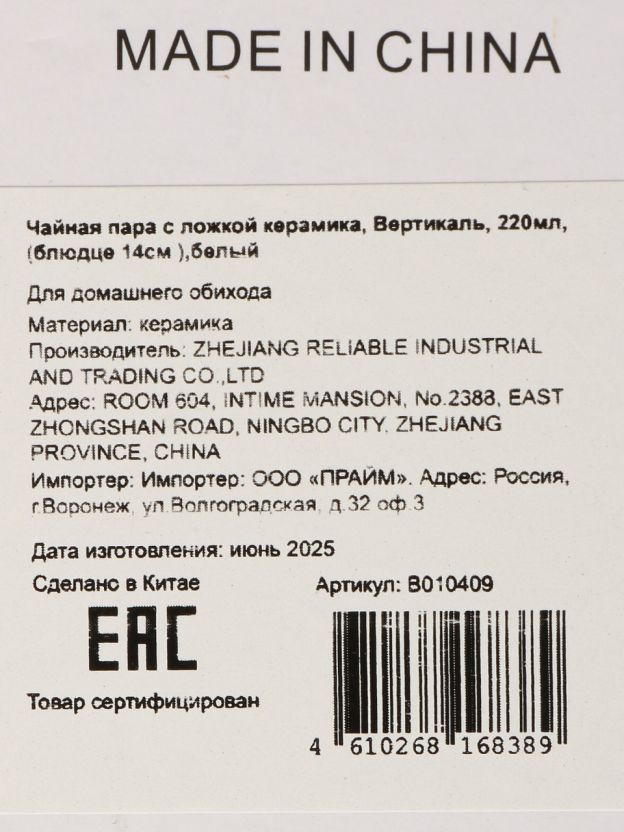 MADE IN CHINA
Чайная пара с ложкой керамика, Вертикаль, 220мл,
(блюдце 14см ),белый
Для домашнего обихода
Материал: керамика
Производитель: ZHEJIANG RELIABLE INDUSTRIAL
AND TRADING CO.,LTD
Адрес: ROOM 604, INTIME MANSION, No.2388, EAST
ZHONGSHAN ROAD, NINGBO CITY, ZHEJIANG
PROVINCE, CHINA
Импортер: Импортер: ООО «ПРАЙМ». Адрес: Россия,
г.Воронеж, ул.Волгоградская, д.32 оф.3
Дата изготовления: июнь 2025
Сделано в Китае
Артикул: B010409
EAC
Товар сертифицирован
4 610268 168389